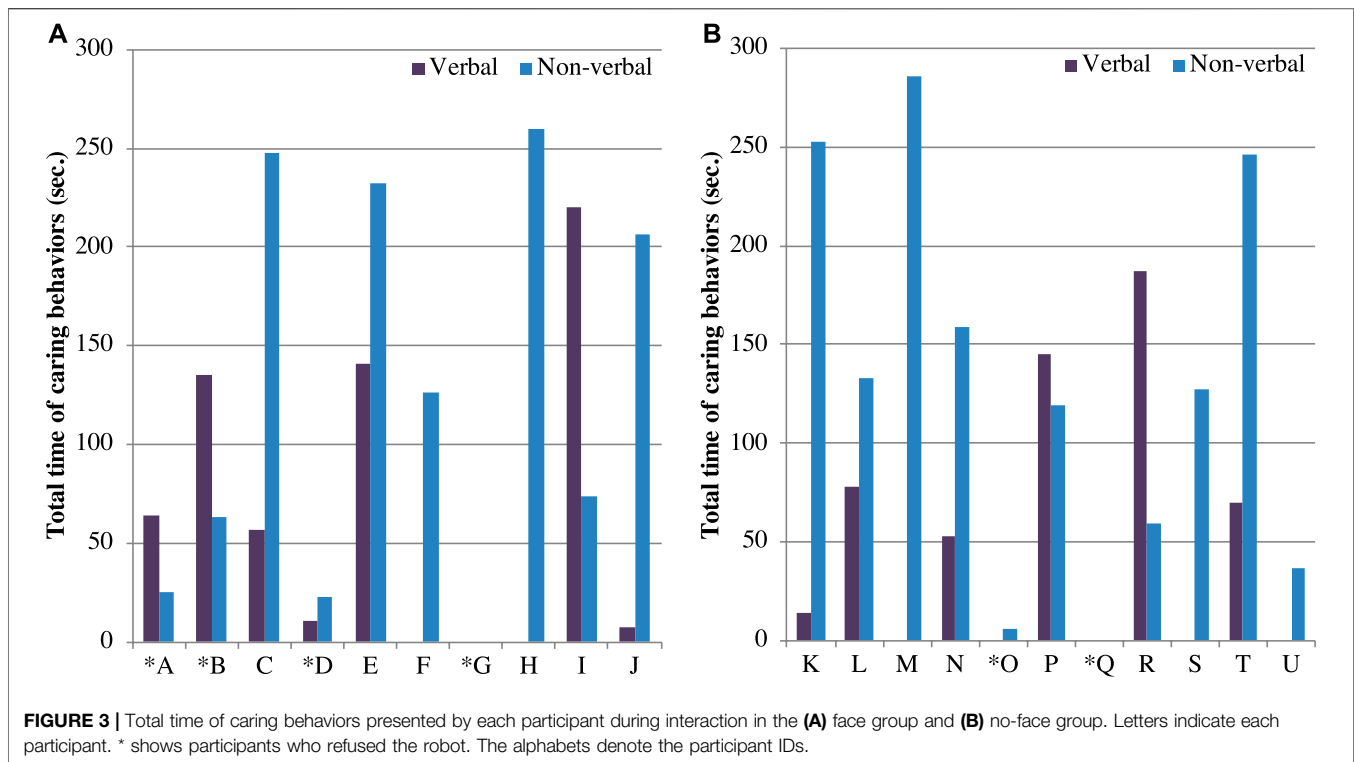 A
Verbal Non-verbal
Total time of caring behaviors (sec.)
300
250
200
150
100
50
0
*A *B C *D E F *G H I J
B
Verbal Non-verbal
Total time of caring behaviors (sec.)
300
250
200
150
100
50
0
K L M N *O P *Q R S T U
FIGURE 3 | Total time of caring behaviors presented by each participant during interaction in the (A) face group and (B) no-face group. Letters indicate each
participant. * shows participants who refused the robot. The alphabets denote the participant IDs.